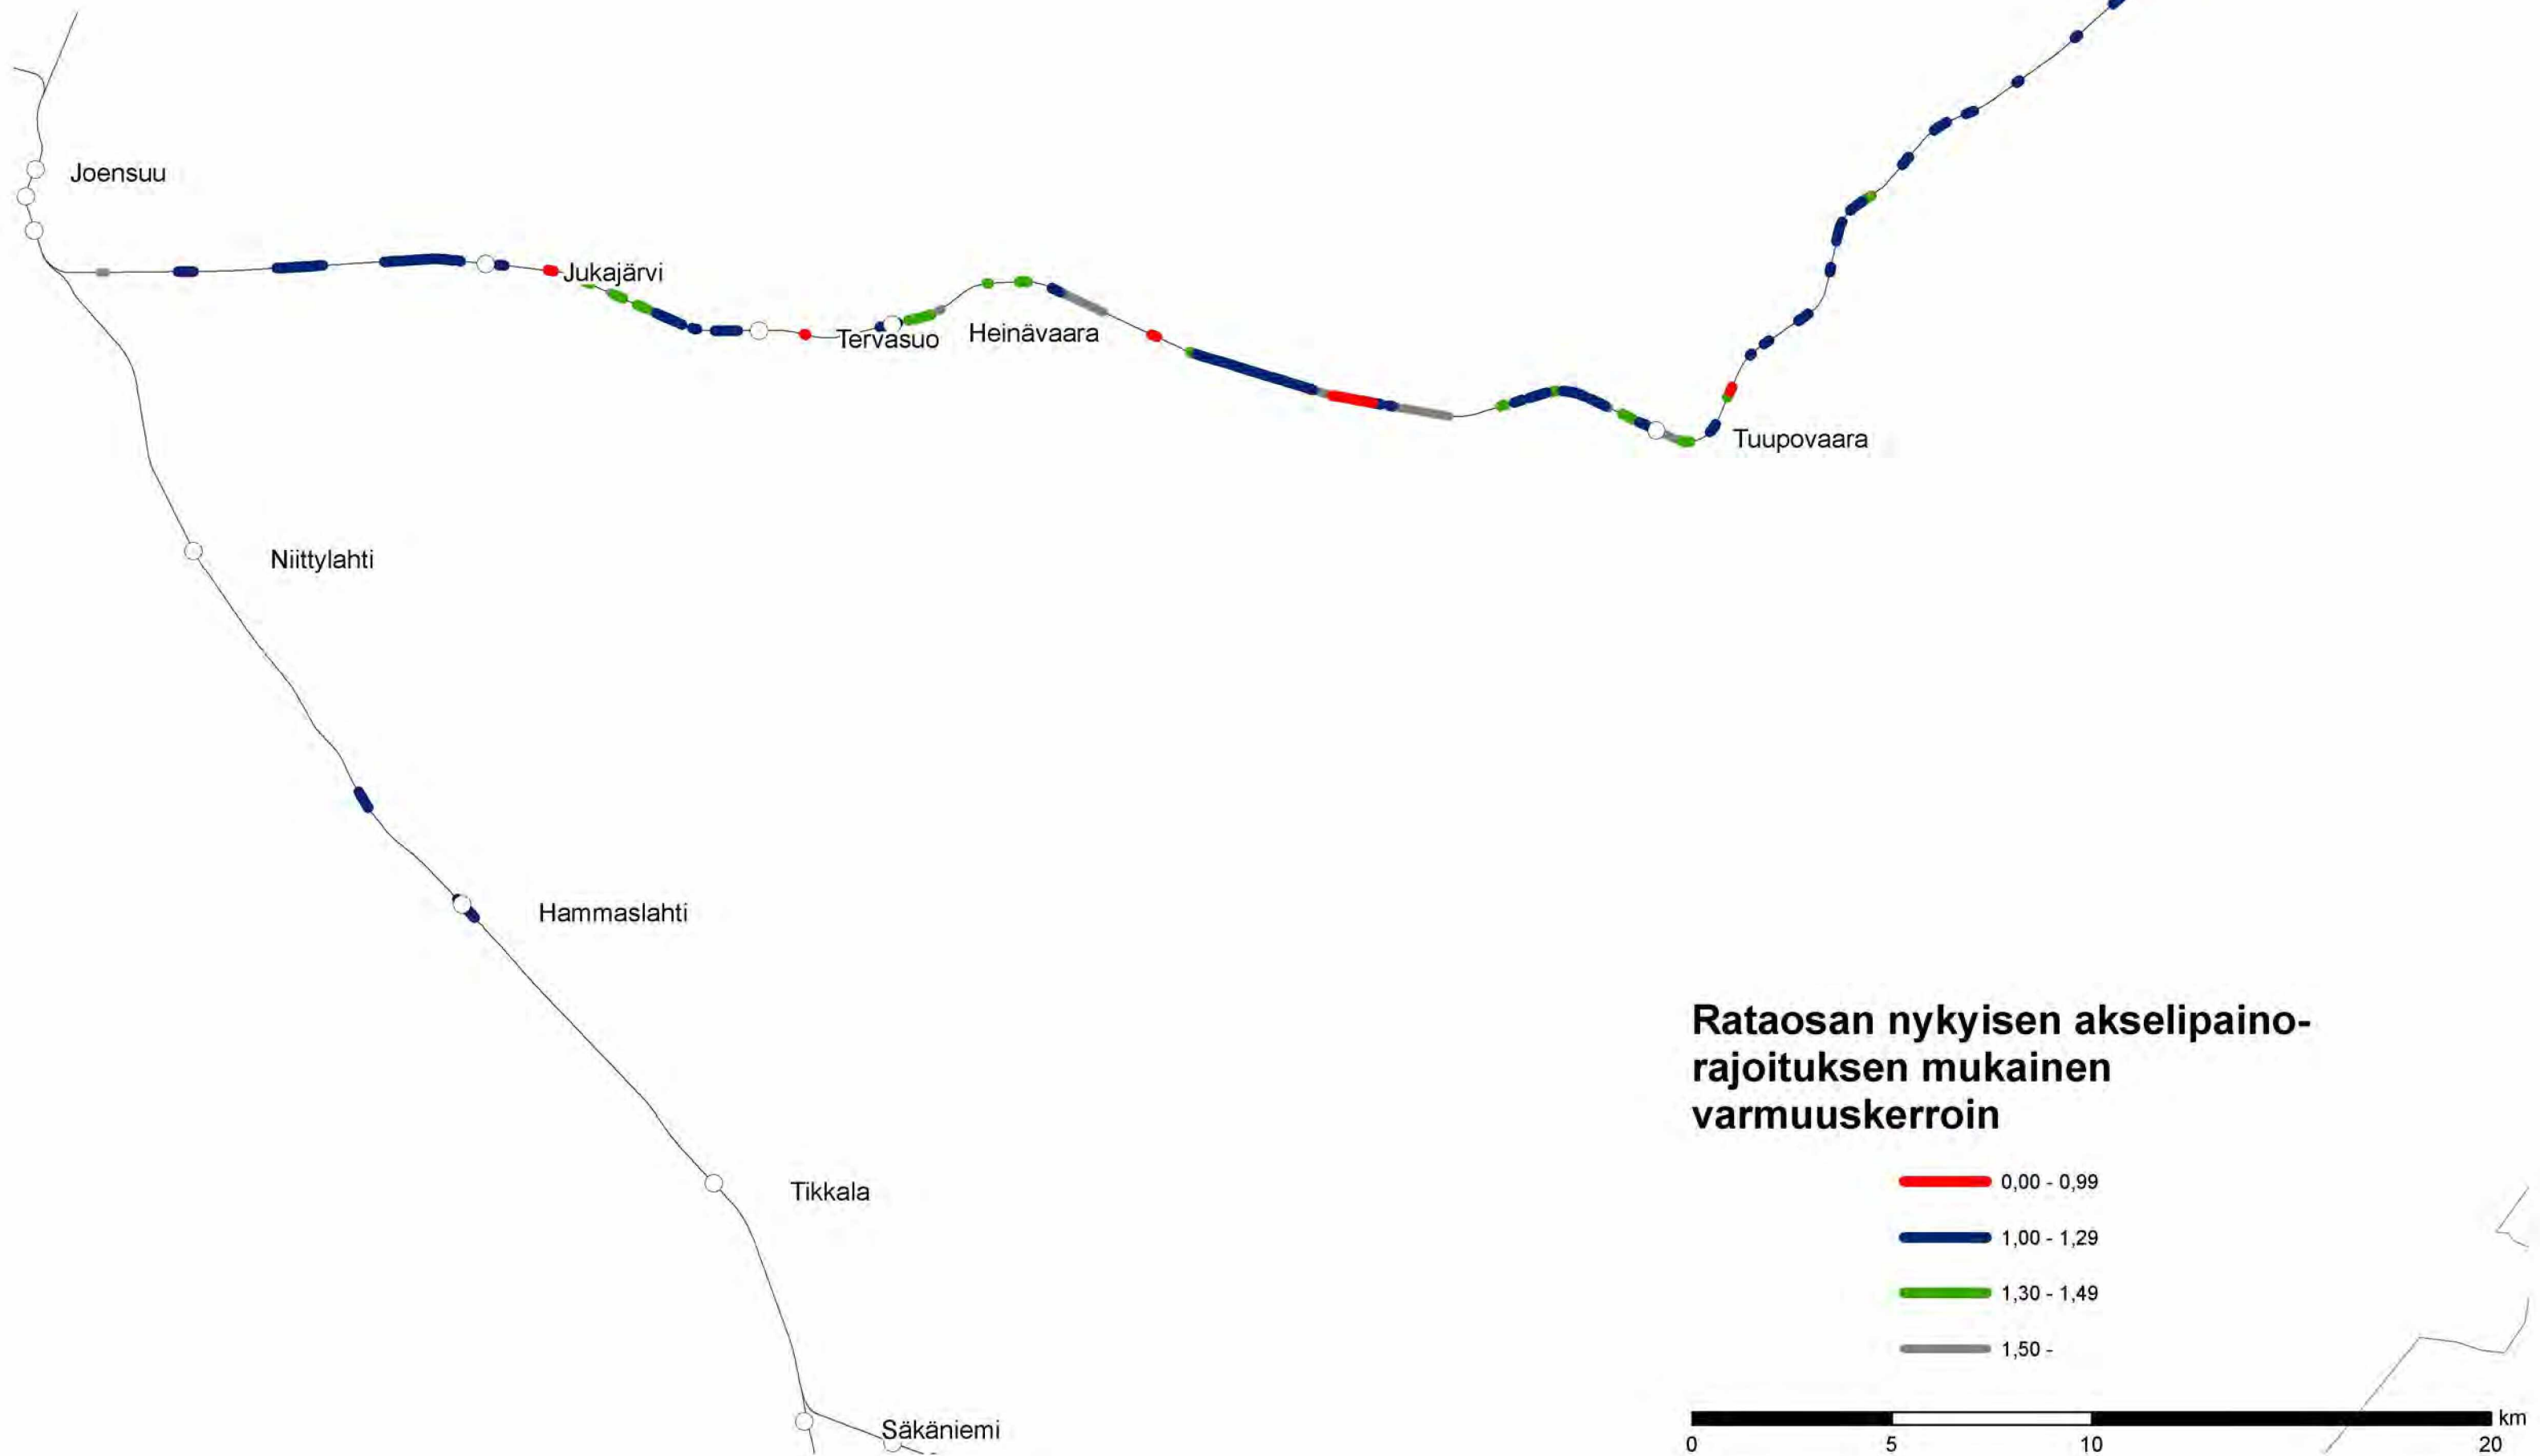 Joensuu
Jukajärvi
Tervasuo
Heinävaara
Tuupovaara
Niittylahti
Hammaslahti
Tikkala
Säkäniemi
Rataosan nykyisen akselipaino-
rajoituksen mukainen
varmuuskerroin
0,00 - 0,99
1,00 - 1,29
1,30 - 1,49
1,50 -
km
0 5 10 20